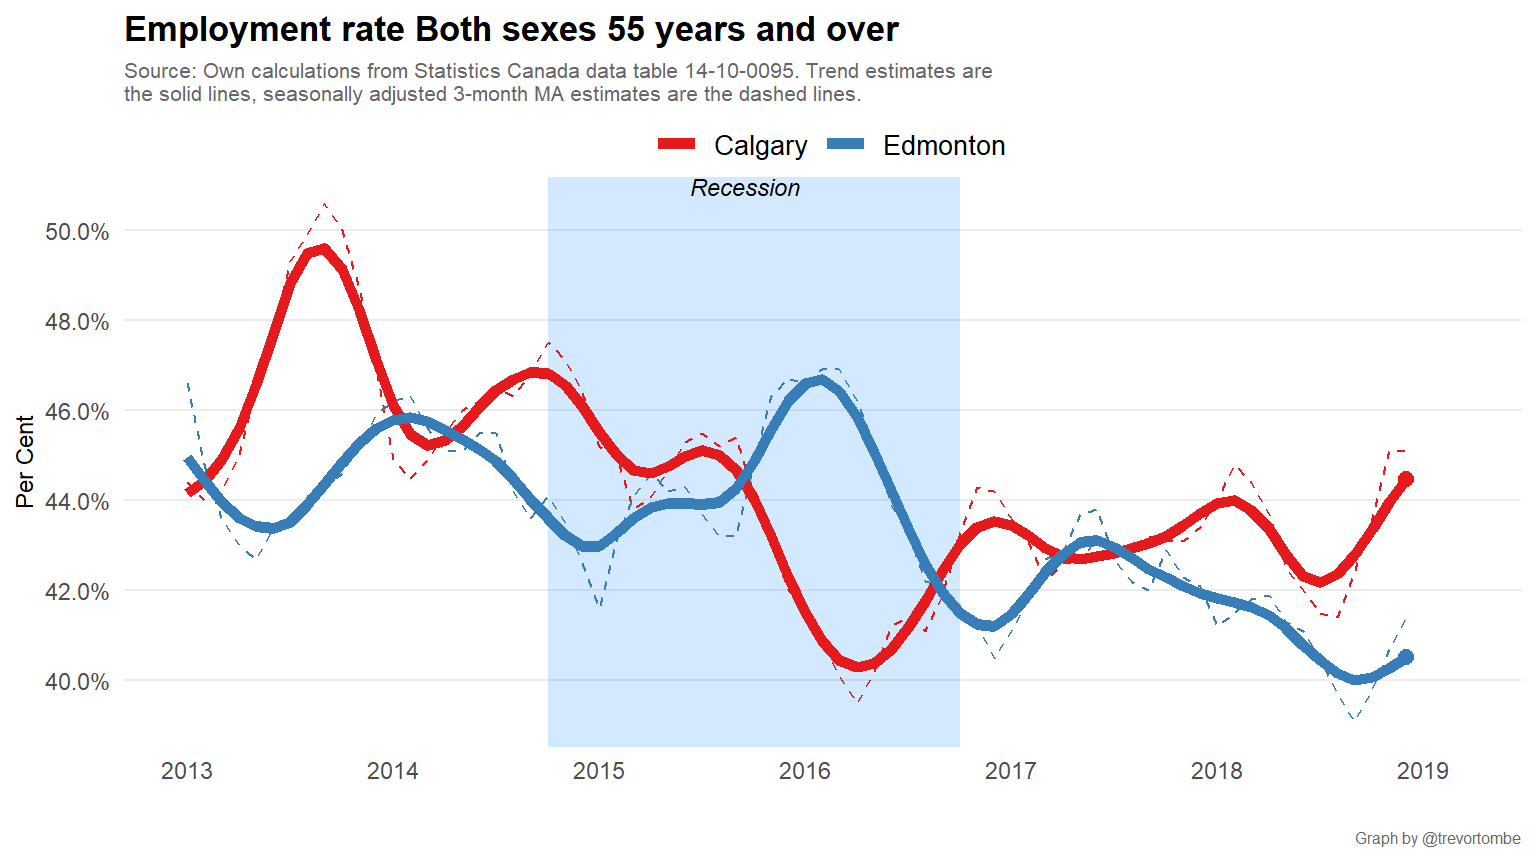 Employment rate Both sexes 55 years and over
Source: Own calculations from Statistics Canada data table 14-10-0095. Trend estimates are
the solid lines, seasonally adjusted 3-month MA estimates are the dashed lines.
Calgary Edmonton
Recession
50.0%
48.0%
46.0%
44.0%
42.0%
40.0%
Per Cent
2013 2014 2015 2016 2017 2018 2019
Graph by @trevortombe